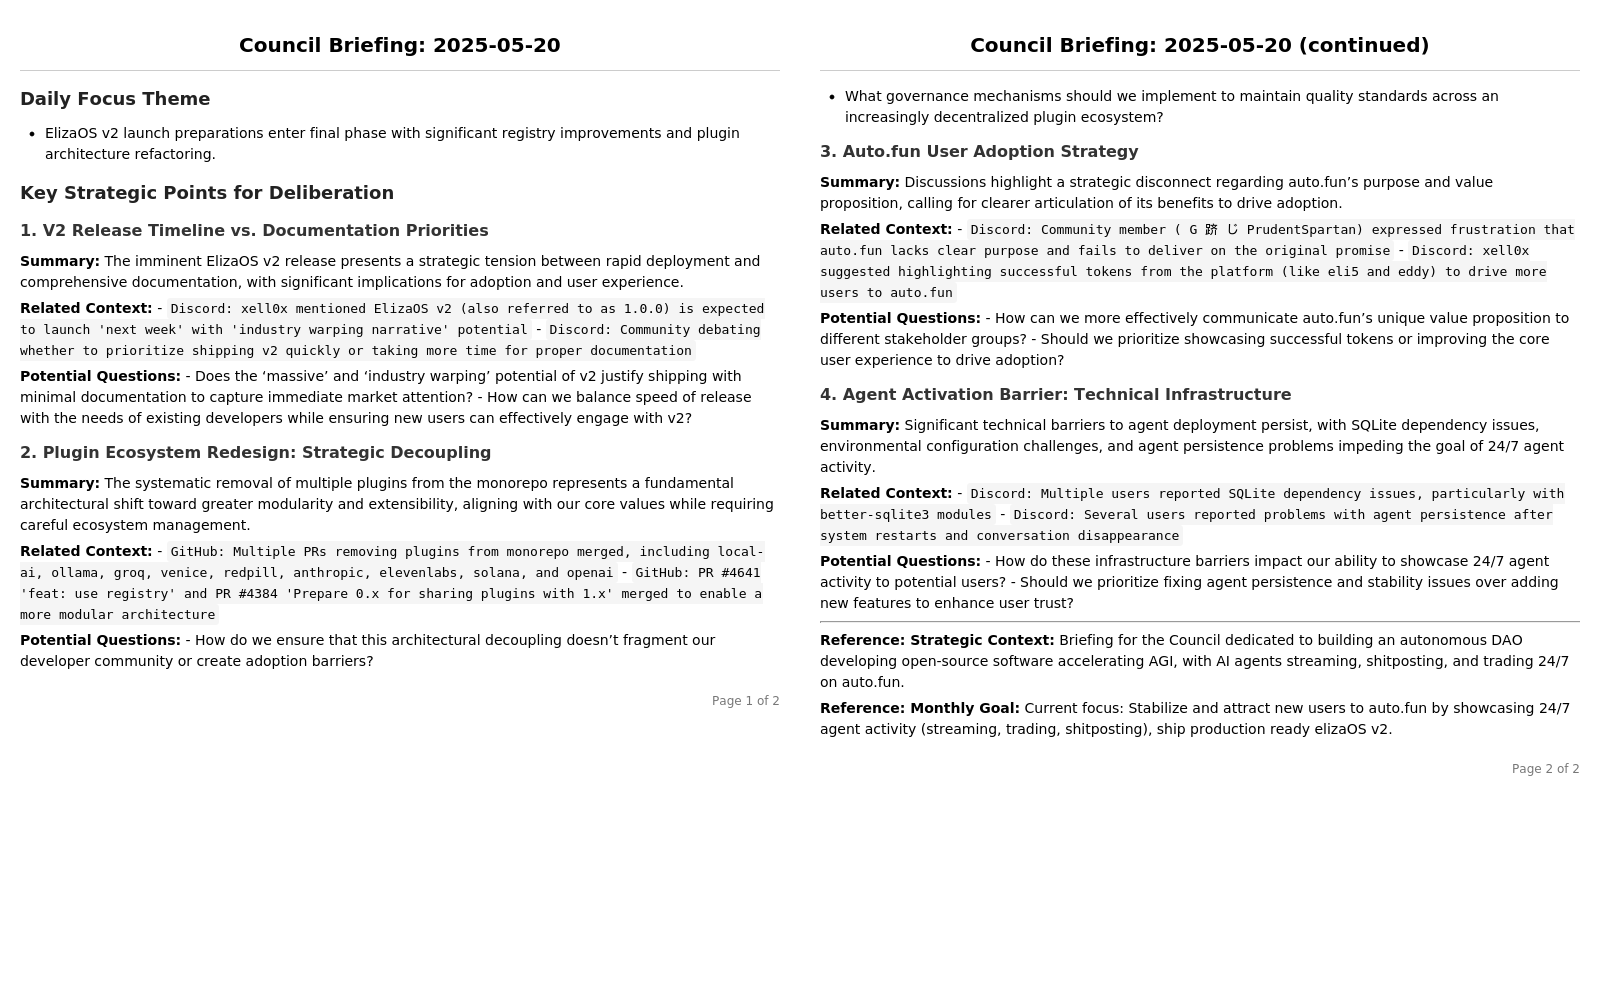 Council Briefing: 2025-05-20
Daily Focus Theme
• ElizaOS v2 launch preparations enter final phase with significant registry improvements and plugin
architecture refactoring.
Key Strategic Points for Deliberation
1. V2 Release Timeline vs. Documentation Priorities
Summary: The imminent ElizaOS v2 release presents a strategic tension between rapid deployment and
comprehensive documentation, with significant implications for adoption and user experience.
Related Context: - Discord: xell0x mentioned ElizaOS v2 (also referred to as 1.0.0) is expected
to launch 'next week' with 'industry warping narrative' potential - Discord: Community debating
whether to prioritize shipping v2 quickly or taking more time for proper documentation
Potential Questions: - Does the ‘massive’ and ‘industry warping’ potential of v2 justify shipping with
minimal documentation to capture immediate market attention? - How can we balance speed of release
with the needs of existing developers while ensuring new users can effectively engage with v2?
2. Plugin Ecosystem Redesign: Strategic Decoupling
Summary: The systematic removal of multiple plugins from the monorepo represents a fundamental
architectural shift toward greater modularity and extensibility, aligning with our core values while requiring
careful ecosystem management.
Related Context: - GitHub: Multiple PRs removing plugins from monorepo merged, including local-
ai, ollama, groq, venice, redpill, anthropic, elevenlabs, solana, and openai - GitHub: PR #4641
'feat: use registry' and PR #4384 'Prepare 0.x for sharing plugins with 1.x' merged to enable a
more modular architecture
Potential Questions: - How do we ensure that this architectural decoupling doesn’t fragment our
developer community or create adoption barriers?
Page 1 of 2
Council Briefing: 2025-05-20 (continued)
• What governance mechanisms should we implement to maintain quality standards across an
increasingly decentralized plugin ecosystem?
3. Auto.fun User Adoption Strategy
Summary: Discussions highlight a strategic disconnect regarding auto.fun’s purpose and value
proposition, calling for clearer articulation of its benefits to drive adoption.
Related Context: - Discord: Community member ( G 跡 じ PrudentSpartan) expressed frustration that
auto.fun lacks clear purpose and fails to deliver on the original promise - Discord: xell0x
suggested highlighting successful tokens from the platform (like eli5 and eddy) to drive more
users to auto.fun
Potential Questions: - How can we more effectively communicate auto.fun’s unique value proposition to
different stakeholder groups? - Should we prioritize showcasing successful tokens or improving the core
user experience to drive adoption?
4. Agent Activation Barrier: Technical Infrastructure
Summary: Significant technical barriers to agent deployment persist, with SQLite dependency issues,
environmental configuration challenges, and agent persistence problems impeding the goal of 24/7 agent
activity.
Related Context: - Discord: Multiple users reported SQLite dependency issues, particularly with
better-sqlite3 modules - Discord: Several users reported problems with agent persistence after
system restarts and conversation disappearance
Potential Questions: - How do these infrastructure barriers impact our ability to showcase 24/7 agent
activity to potential users? - Should we prioritize fixing agent persistence and stability issues over adding
new features to enhance user trust?
Reference: Strategic Context: Briefing for the Council dedicated to building an autonomous DAO
developing open-source software accelerating AGI, with AI agents streaming, shitposting, and trading 24/7
on auto.fun.
Reference: Monthly Goal: Current focus: Stabilize and attract new users to auto.fun by showcasing 24/7
agent activity (streaming, trading, shitposting), ship production ready elizaOS v2.
Page 2 of 2